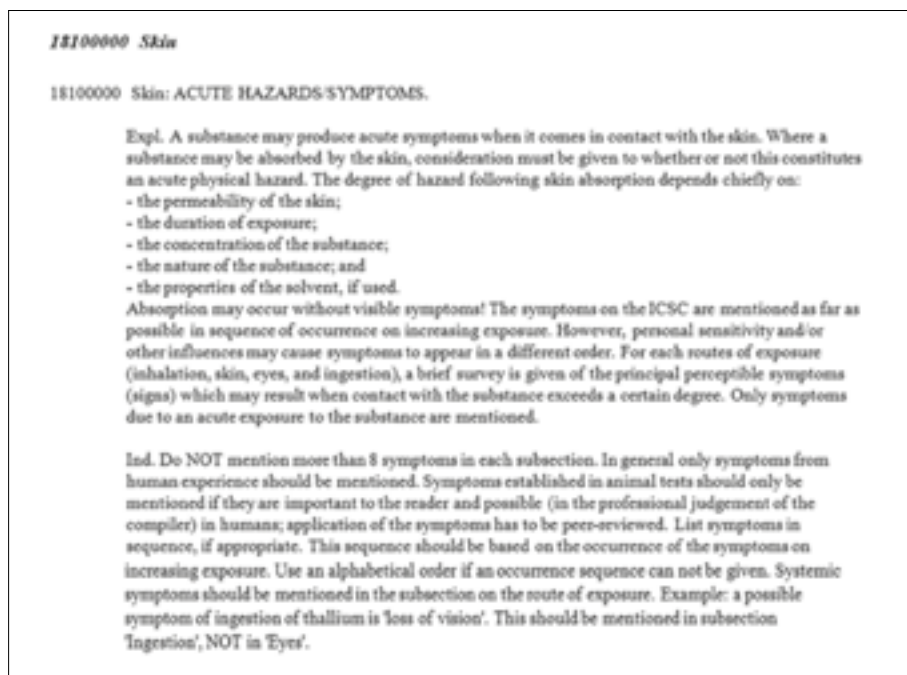 18100000 Skin
18100000 Skin: ACUTE HAZARDS/SYMPTOMS.
Expl. A substance may produce acute symptoms when it comes in contact with the skin. Where a
substance may be absorbed by the skin, consideration must be given to whether or not this constitutes
an acute physical hazard. The degree of hazard following skin absorption depends chiefly on:
- the permeability of the skin;
- the duration of exposure;
- the concentration of the substance;
- the nature of the substance; and
- the properties of the solvent, if used.
Absorption may occur without visible symptoms! The symptoms on the ICSC are mentioned as far as
possible in sequence of occurrence on increasing exposure. However, personal sensitivity and/or
other influences may cause symptoms to appear in a different order. For each routes of exposure
(inhalation, skin, eyes, and ingestion), a brief survey is given of the principal perceptible symptoms
(signs) which may result when contact with the substance exceeds a certain degree. Only symptoms
due to an acute exposure to the substance are mentioned.
Ind. Do NOT mention more than 8 symptoms in each subsection. In general only symptoms from
human experience should be mentioned. Symptoms established in animal tests should only be
mentioned if they are important to the reader and possible (in the professional judgement of the
compiler) in humans; application of the symptoms has to be peer-reviewed. List symptoms in
sequence, if appropriate. This sequence should be based on the occurrence of the symptoms on
increasing exposure. Use an alphabetical order if an occurrence sequence can not be given. Systemic
symptoms should be mentioned in the subsection on the route of exposure. Example: a possible
symptom of ingestion of thallium is 'loss of vision'. This should be mentioned in subsection
'Ingestion', NOT in 'Eyes'.